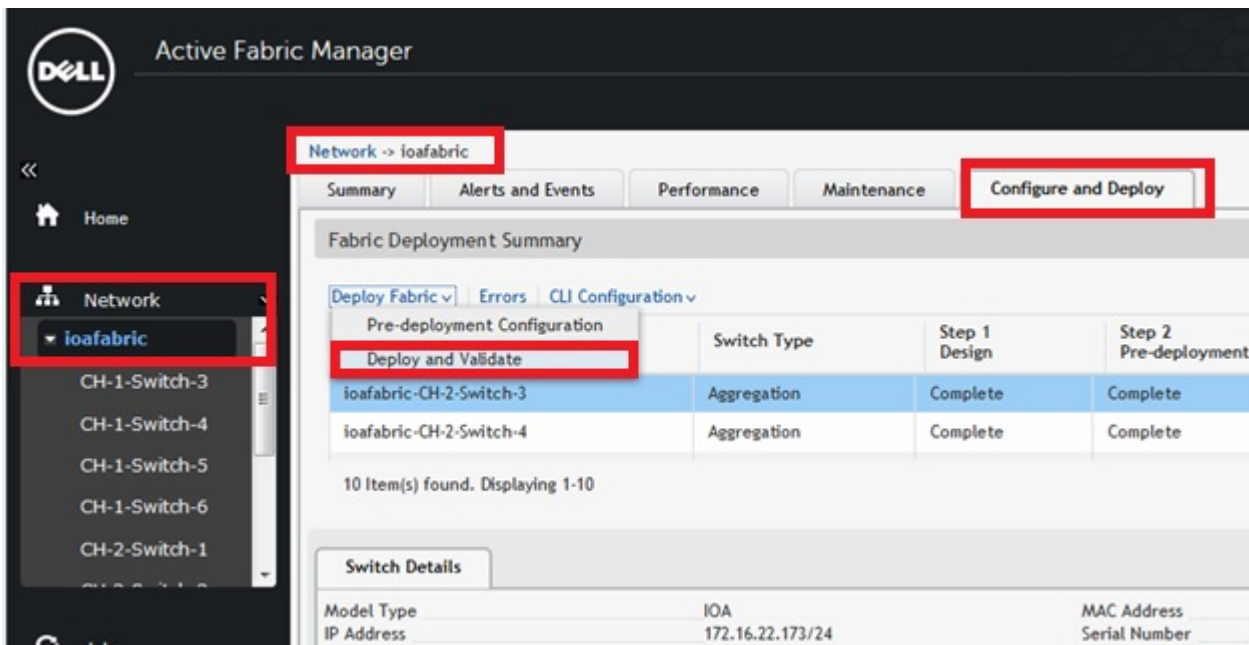 DELL
Active Fabric Manager
Network -> ioafabric
Summary
Alerts and Events
Performance
Maintenance
Configure and Deploy
Home
Fabric Deployment Summary
Network
Deploy Fabric
Errors
CLI Configuration
ioafabric
Pre-deployment Configuration
Deploy and Validate
Switch Type
Step 1
Design
Step 2
Pre-deployment
CH-1-Switch-3
ioafabric-CH-2-Switch-3
Aggregation
Complete
Complete
CH-1-Switch-4
ioafabric-CH-2-Switch-4
Aggregation
Complete
Complete
CH-1-Switch-5
10 Item(s) found. Displaying 1-10
CH-1-Switch-6
CH-2-Switch-1
Switch Details
Model Type
IOA
MAC Address
IP Address
172.16.22.173/24
Serial Number